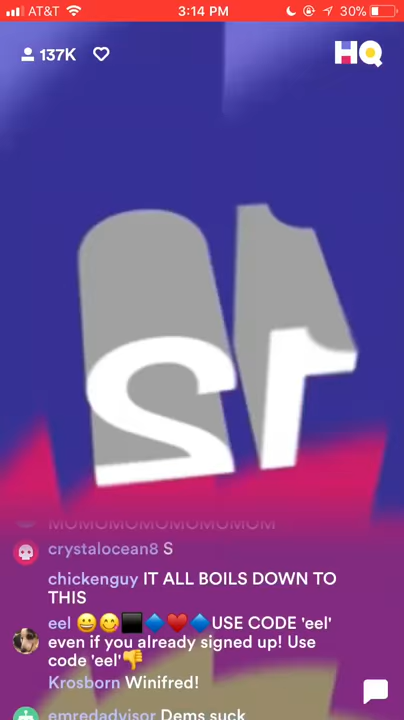 AT&T 3:14 PM 30%
137K
HQ
12
MOMOMOMOMOMOMOM
crystalocean8 S
chickenguy IT ALL BOILS DOWN TO
THIS
eel 😀😋⬛🔷♥️🔷USE CODE 'eel'
even if you already signed up! Use
code 'eel'👎
Krosborn Winifred!
emredadvisor Dems suck